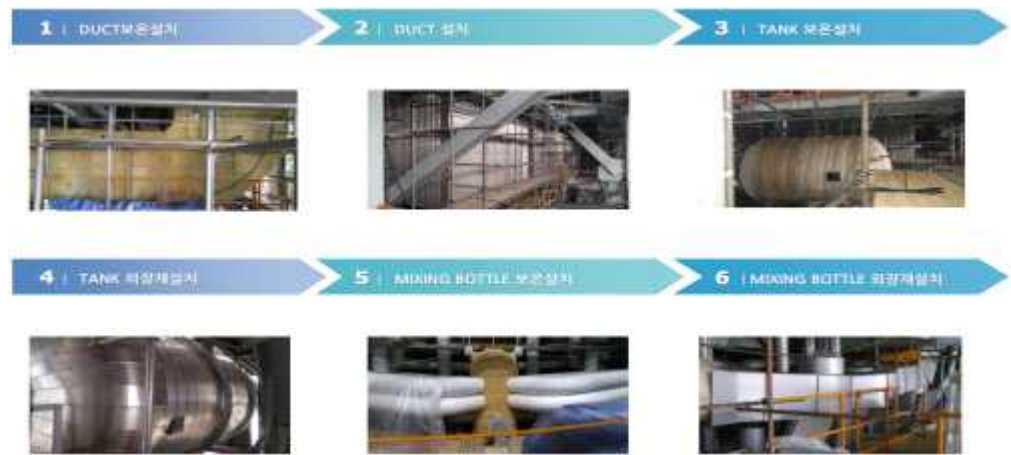 1 | DUCT보온설치
2 | DUCT 설치
3 | TANK 보온설치
4 | TANK 외장재설치
5 | MIXING BOTTLE 보온설치
6 | MIXING BOTTLE 외장재설치